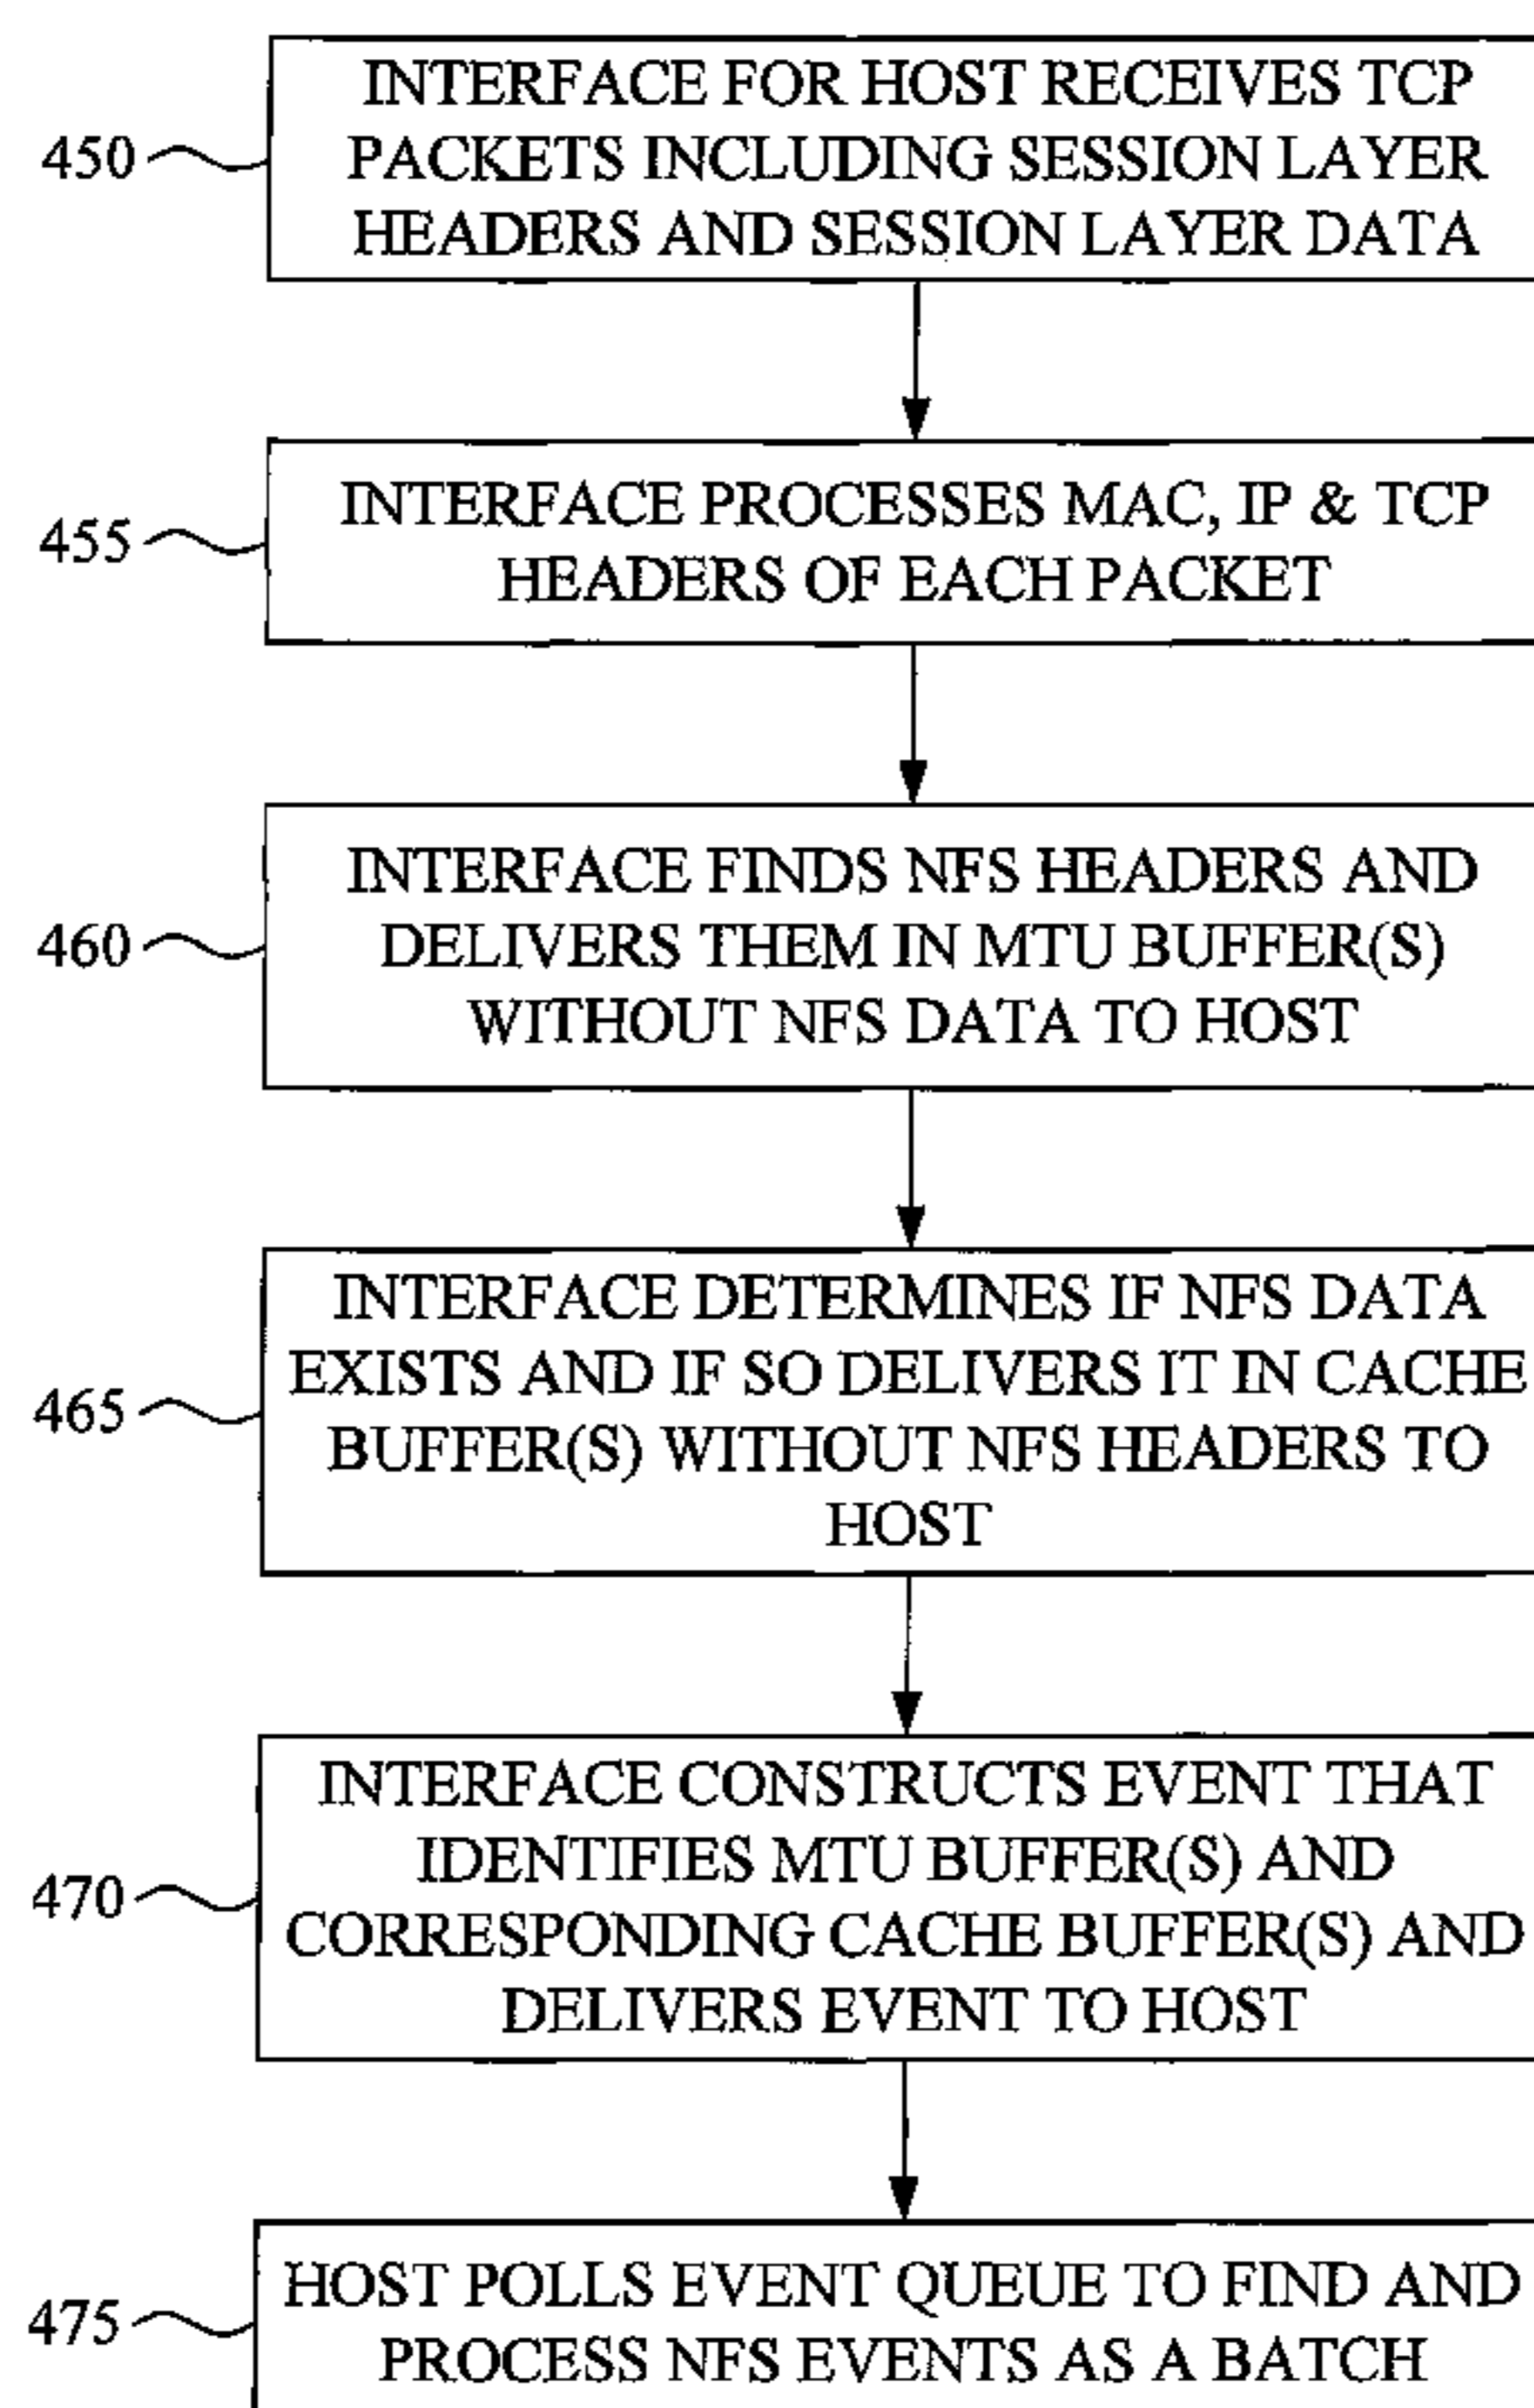 INTERFACE FOR HOST RECEIVES TCP
450 PACKETS INCLUDING SESSION LAYER
HEADERS AND SESSION LAYER DATA
INTERFACE PROCESSES MAC, IP & TCP
455
HEADERS OF EACH PACKET
INTERFACE FINDS NFS HEADERS AND
460 DELIVERS THEM IN MTU BUFFER(S)
WITHOUT NFS DATA TO HOST
INTERFACE DETERMINES IF NFS DATA
EXISTS AND IF SO DELIVERS IT IN CACHE
465
BUFFER(S) WITHOUT NFS HEADERS TO
HOST
INTERFACE CONSTRUCTS EVENT THAT
IDENTIFIES MTU BUFFER(S) AND
470
CORRESPONDING CACHE BUFFER(S) AND
DELIVERS EVENT TO HOST
HOST POLLS EVENT QUEUE TO FIND AND
475
PROCESS NFS EVENTS AS A BATCH